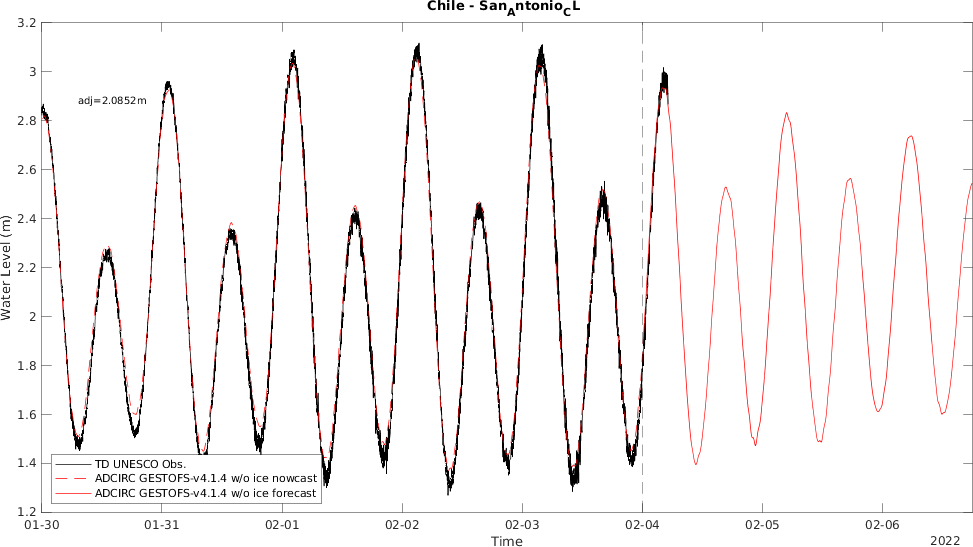 Chile - SanAntonioCL
3.2
3
2.8
2.6
2.4
2.2
2
1.8
1.6
1.4
1.2
Water Level (m)
adj=2.0852m
TD UNESCO Obs.
ADCIRC GESTOFS-v4.1.4 w/o ice nowcast
ADCIRC GESTOFS-v4.1.4 w/o ice forecast
01-30 01-31 02-01 02-02 02-03 02-04 02-05 02-06
Time
2022